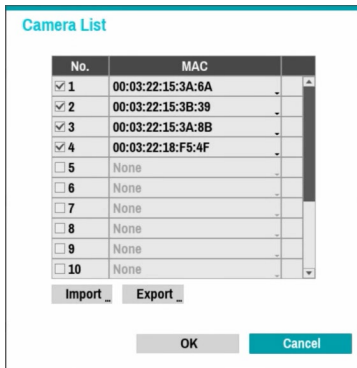 Camera List
No. MAC
1 00:03:22:15:3A:6A
2 00:03:22:15:3B:39
3 00:03:22:15:3A:8B
4 00:03:22:18:F5:4F
5 None
6 None
7 None
8 None
9 None
10 None
Import Export
OK Cancel